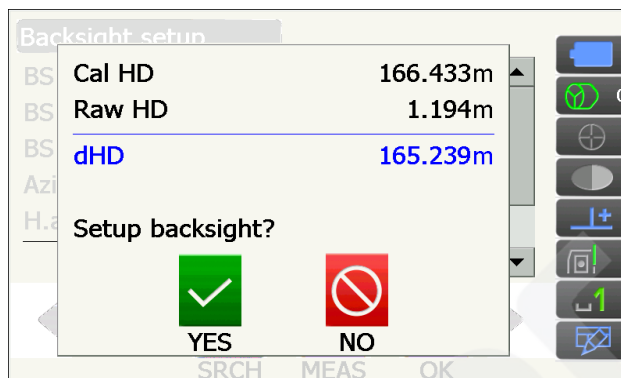 Backsight setup
BS
Cal HD 166.433m
BS
Raw HD 1.194m
BS
dHD 165.239m
Azi
H.a
Setup backsight?
1
YES NO
SRCH MEAS OK